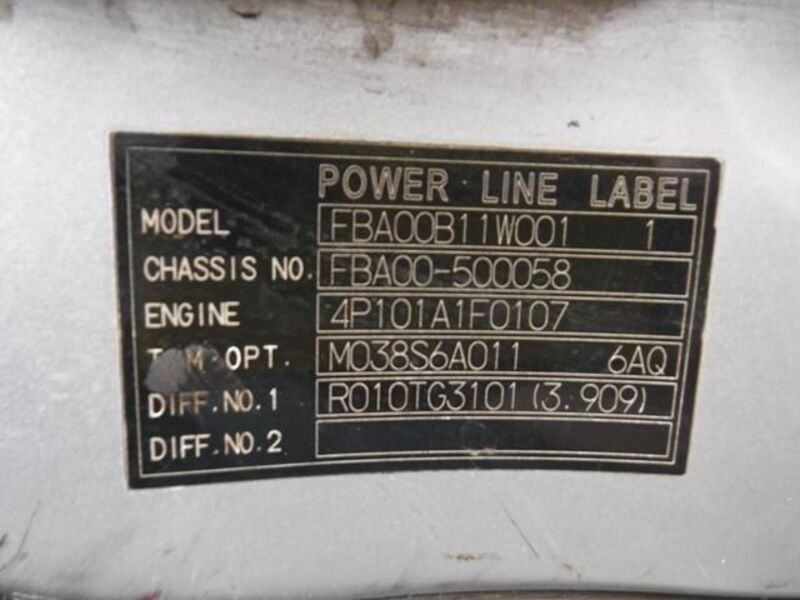 POWER LINE LABEL
MODEL FBA00B11W001 1
CHASSIS NO. FBA00-500058
ENGINE 4P101A1F0107
OPT. M038S6A011 6AQ
DIFF.NO.1 R010TG3101(3.909)
DIFF.NO.2